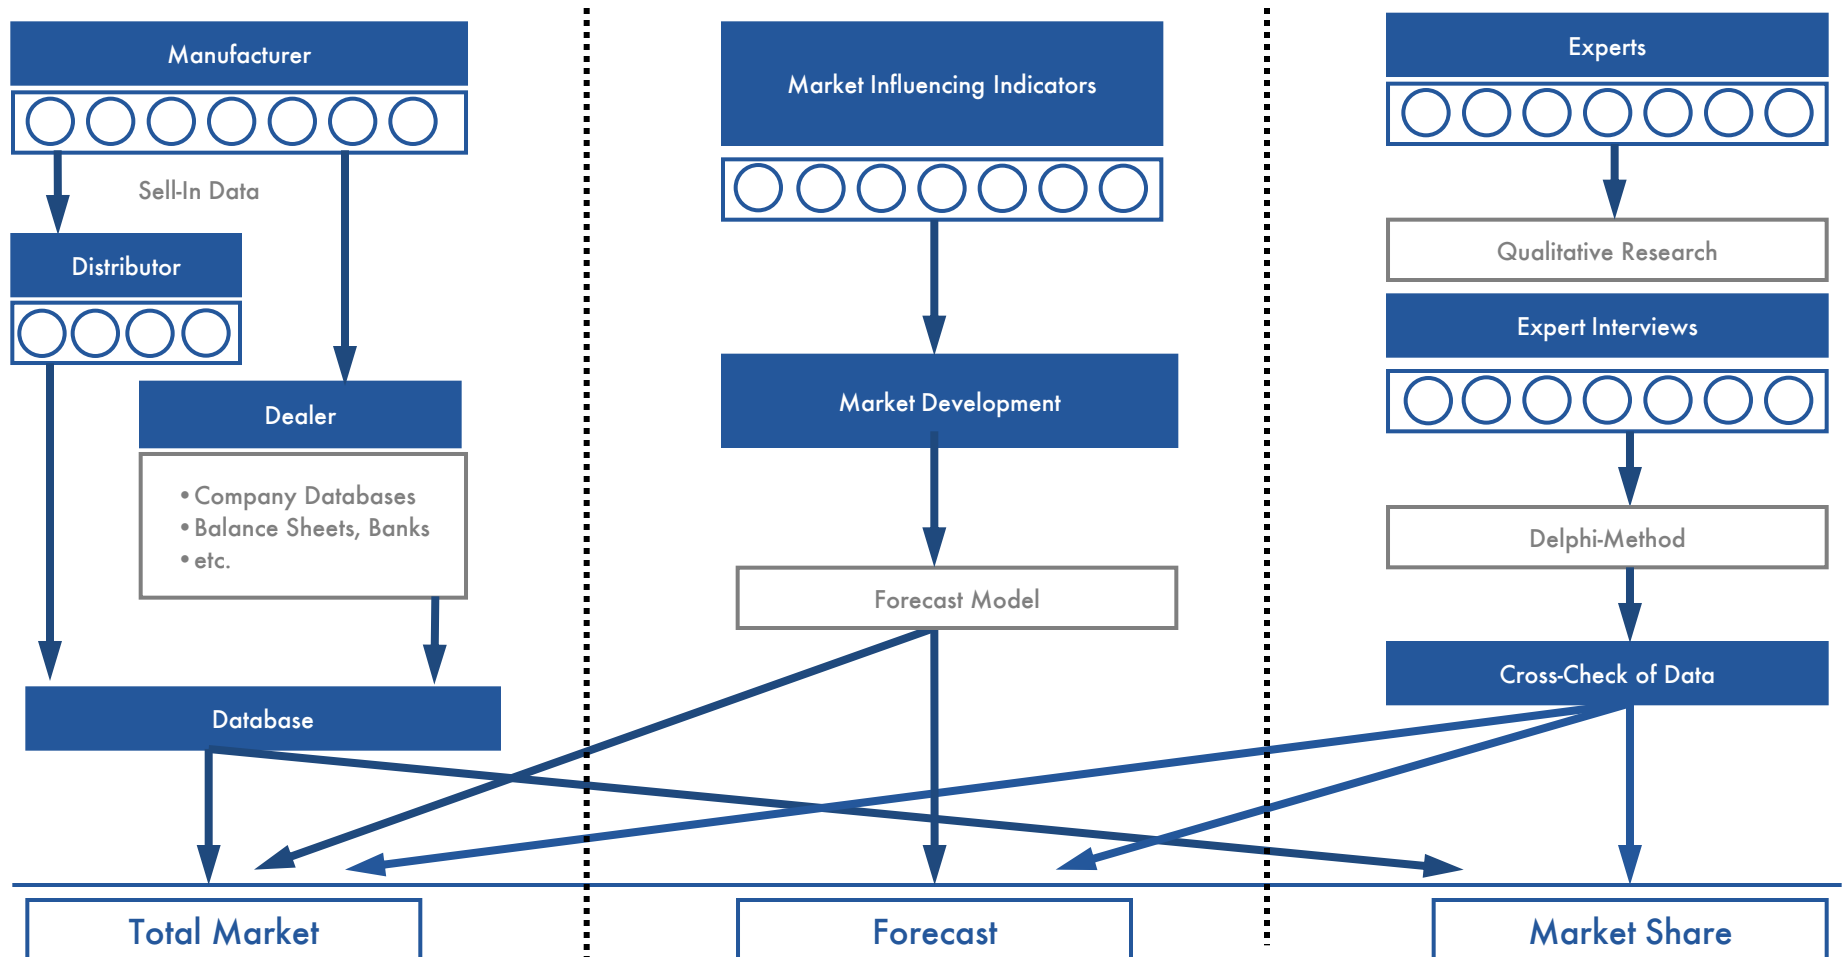 Manufacturer
Sell-In Data
Distributor
Dealer
•Company Databases
•Balance Sheets, Banks
•etc.
Database
Total Market
Market Influencing Indicators
Market Development
Forecast Model
Forecast
Experts
Qualitative Research
Expert Interviews
Delphi-Method
Cross-Check of Data
Market Share